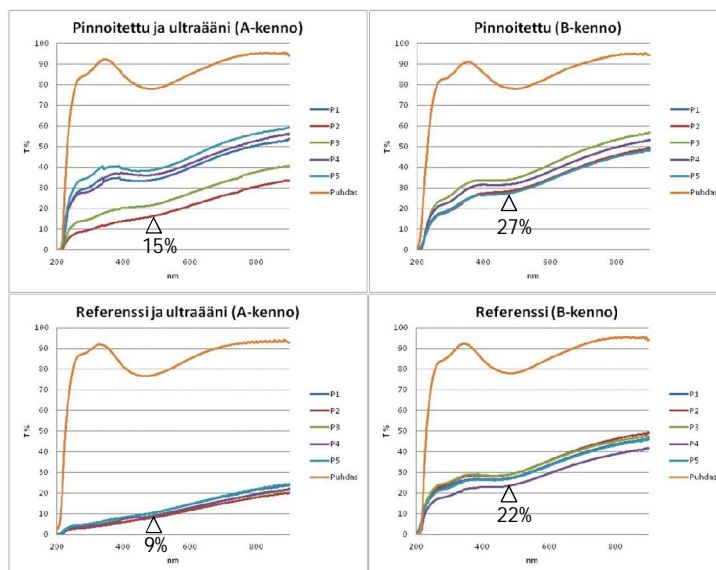 Pinnoitettu ja ultraääni (A-kenno)
100
90
80
70
60
50
40
30
20
10
0
T%
200
400
600
800
nm
15%
P1
P2
P3
P4
P5
Puhdas
Pinnoitettu (B-kenno)
100
90
80
70
60
50
40
30
20
10
0
T%
200
400
600
800
nm
27%
P1
P2
P3
P4
P5
Puhdas
Referenssi ja ultraääni (A-kenno)
100
90
80
70
60
50
40
30
20
10
0
T%
200
400
600
800
nm
9%
P1
P2
P3
P4
P5
Puhdas
Referenssi (B-kenno)
100
90
80
70
60
50
40
30
20
10
0
T%
200
400
600
800
nm
22%
P1
P2
P3
P4
P5
Puhdas